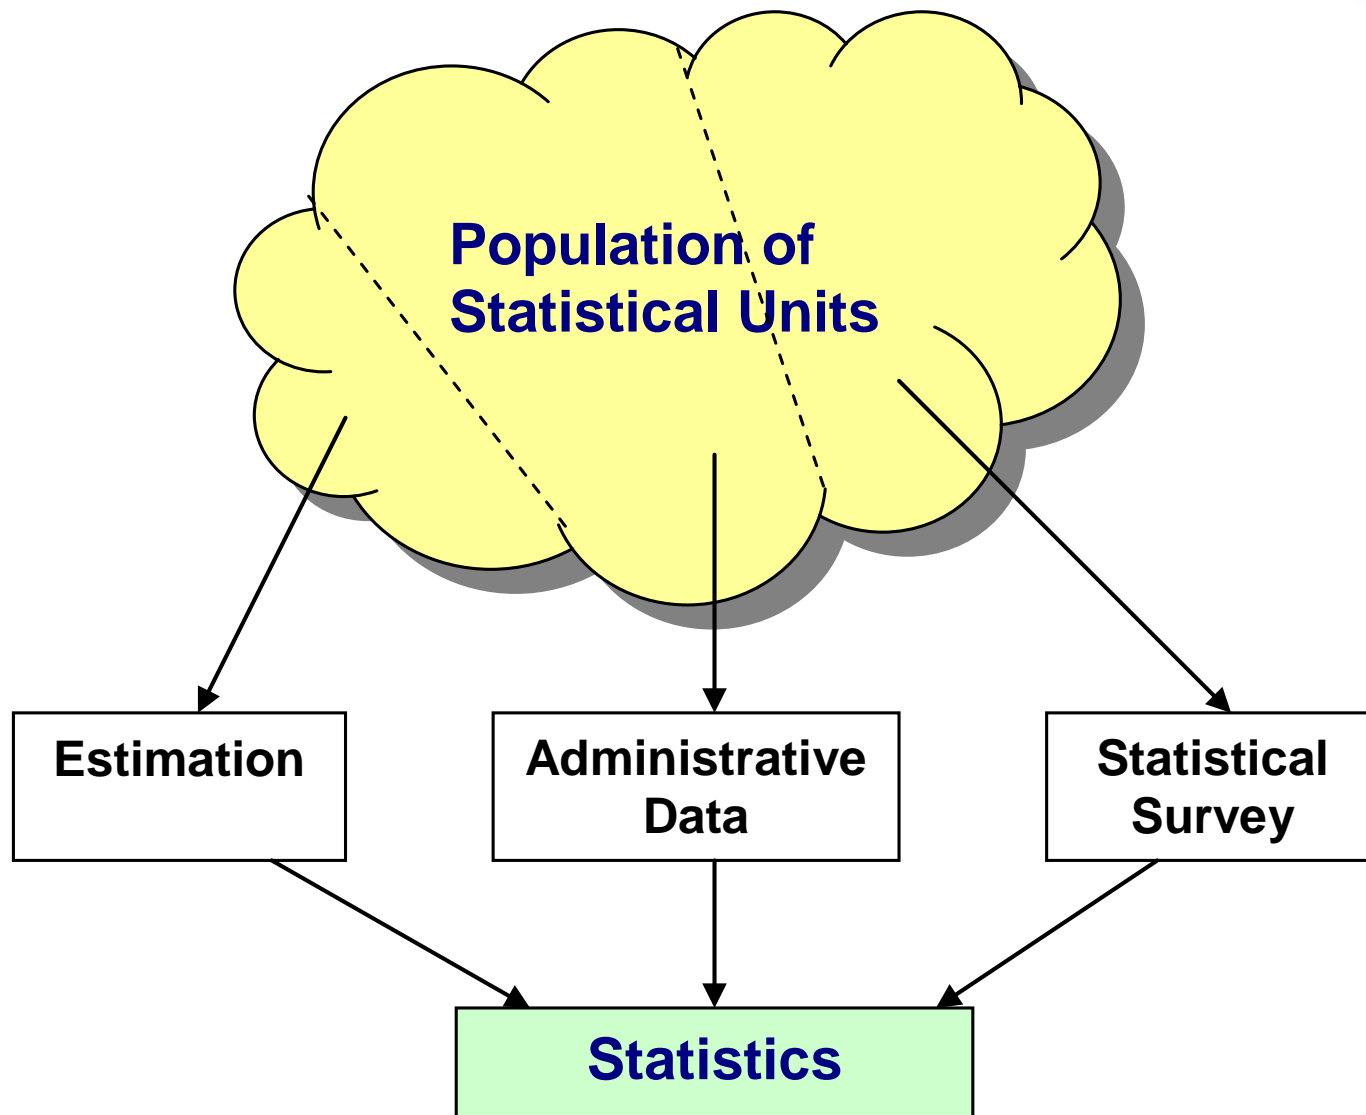 Population of
Statistical Units
Estimation
Administrative
Data
Statistical
Survey
Statistics